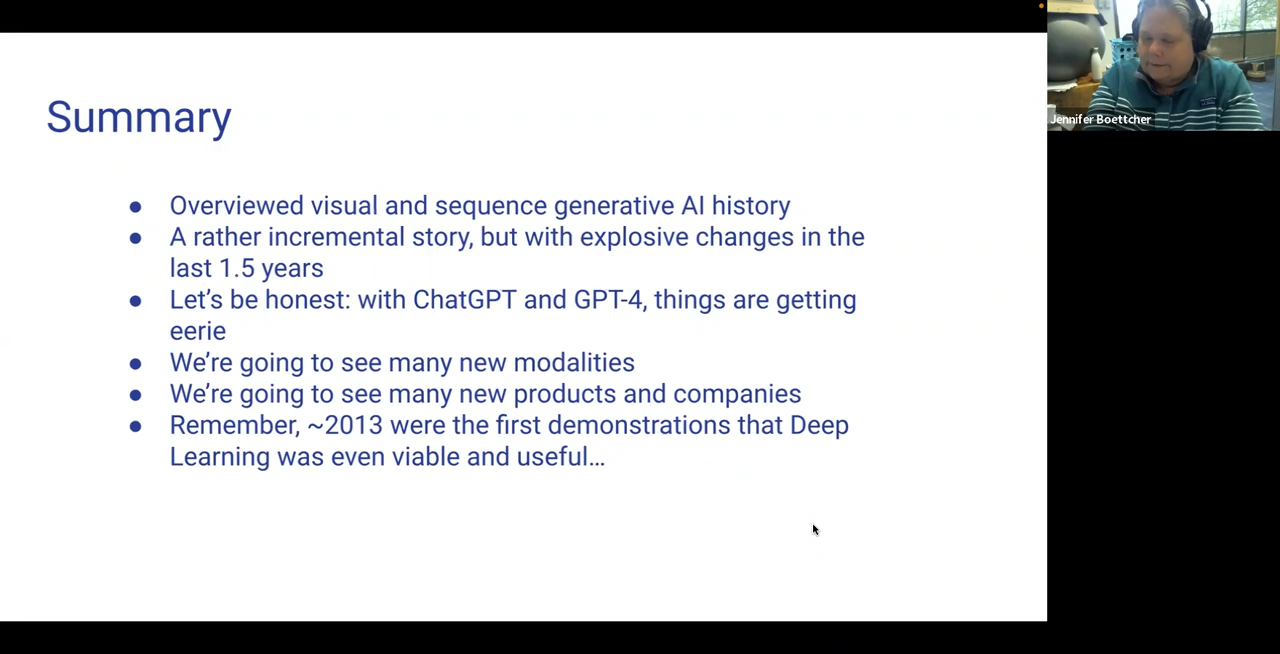 Summary
● Overviewed visual and sequence generative AI history
● A rather incremental story, but with explosive changes in the
last 1.5 years
● Let’s be honest: with ChatGPT and GPT-4, things are getting
eerie
● We’re going to see many new modalities
● We’re going to see many new products and companies
● Remember, ~2013 were the first demonstrations that Deep
Learning was even viable and useful…
Jennifer Boettcher